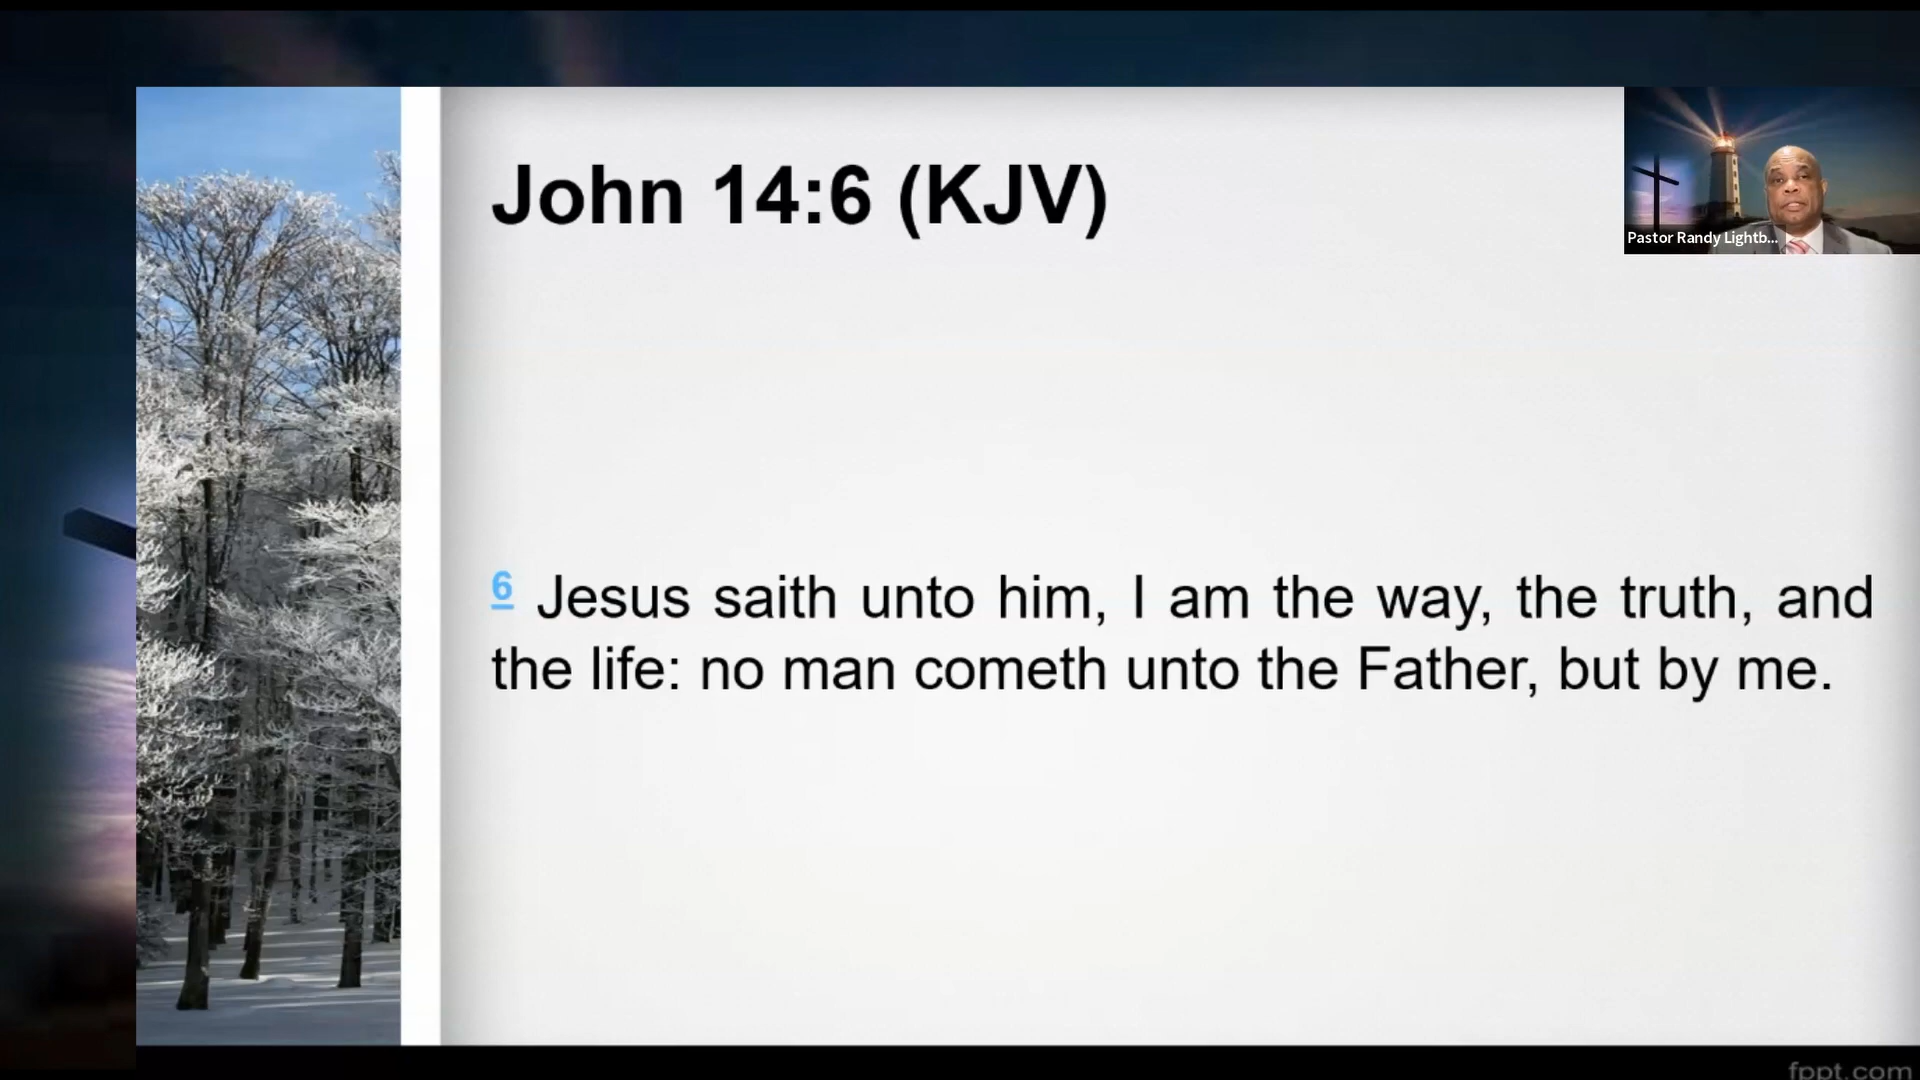 John 14:6 (KJV)
Pastor Randy Lightb...
6 Jesus saith unto him, I am the way, the truth, and
the life: no man cometh unto the Father, but by me.
fppt.com